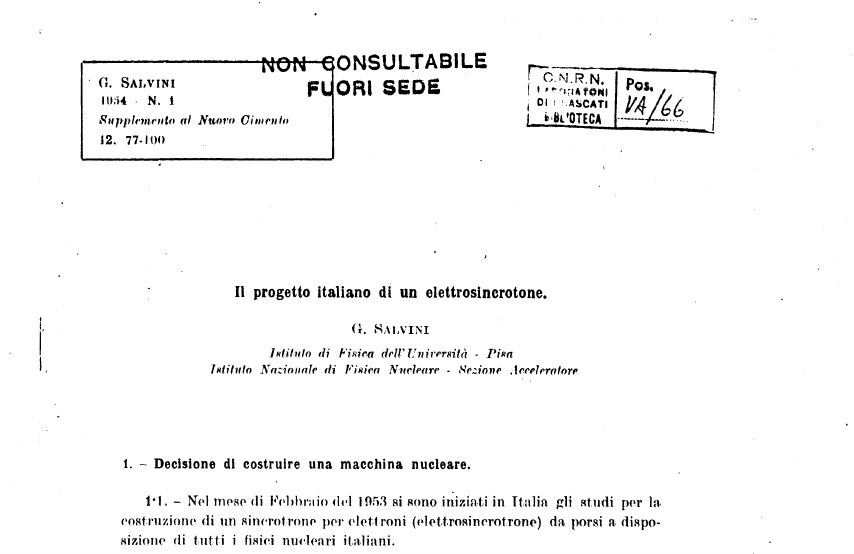 NON CONSULTABILE
FUORI SEDE
G. SALVINI
1954 - N. 1
Supplemento al Nuovo Cimento
12. 77-100
C.N.R.N.
LABORATORI
DI FRASCATI
BIBLIOTECA
Pos.
VA/66
Il progetto italiano di un elettrosincrotone.
G. SALVINI
Istituto di Fisica dell'Università - Pisa
Istituto Nazionale di Fisica Nucleare - Sezione Acceleratore
1. – Decisione di costruire una macchina nucleare.
1·1. – Nel mese di Febbraio del 1953 si sono iniziati in Italia gli studi per la
costruzione di un sincrotrone per elettroni (elettrosincrotrone) da porsi a dispo-
sizione di tutti i fisici nucleari italiani.